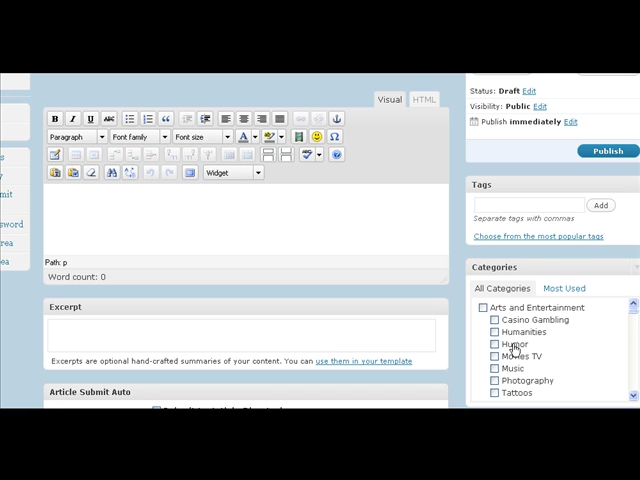 Status: Draft Edit
Visibility: Public Edit
Publish immediately Edit
Publish
Visual HTML
B I U ABC
Paragraph Font family Font size A
Widget
Path: p
Word count: 0
Tags
Add
Separate tags with commas
Choose from the most popular tags
Categories
All Categories Most Used
Arts and Entertainment
Casino Gambling
Humanities
Humor
Movies TV
Music
Photography
Tattoos
Excerpt
Excerpts are optional hand-crafted summaries of your content. You can use them in your template
Article Submit Auto